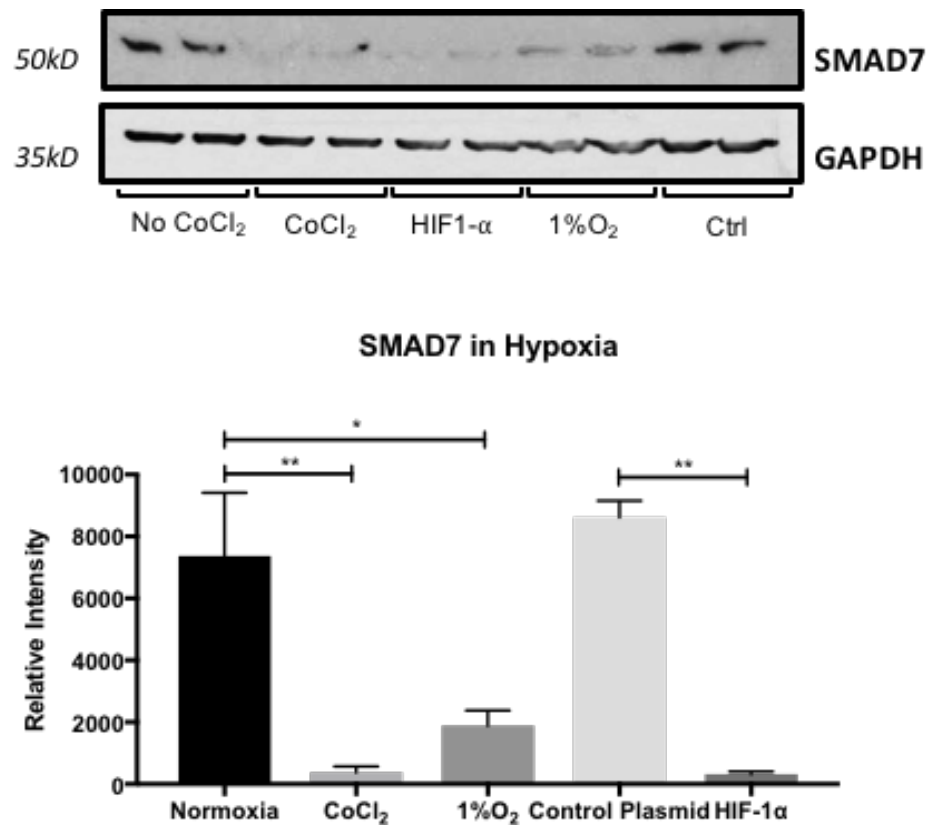 50kD SMAD7
35kD GAPDH
No CoCl₂ CoCl₂ HIF1-α 1%O₂ Ctrl
SMAD7 in Hypoxia
*
** **
10000
8000
6000
4000
2000
0
Relative Intensity
Normoxia CoCl₂ 1%O₂ Control Plasmid HIF-1α